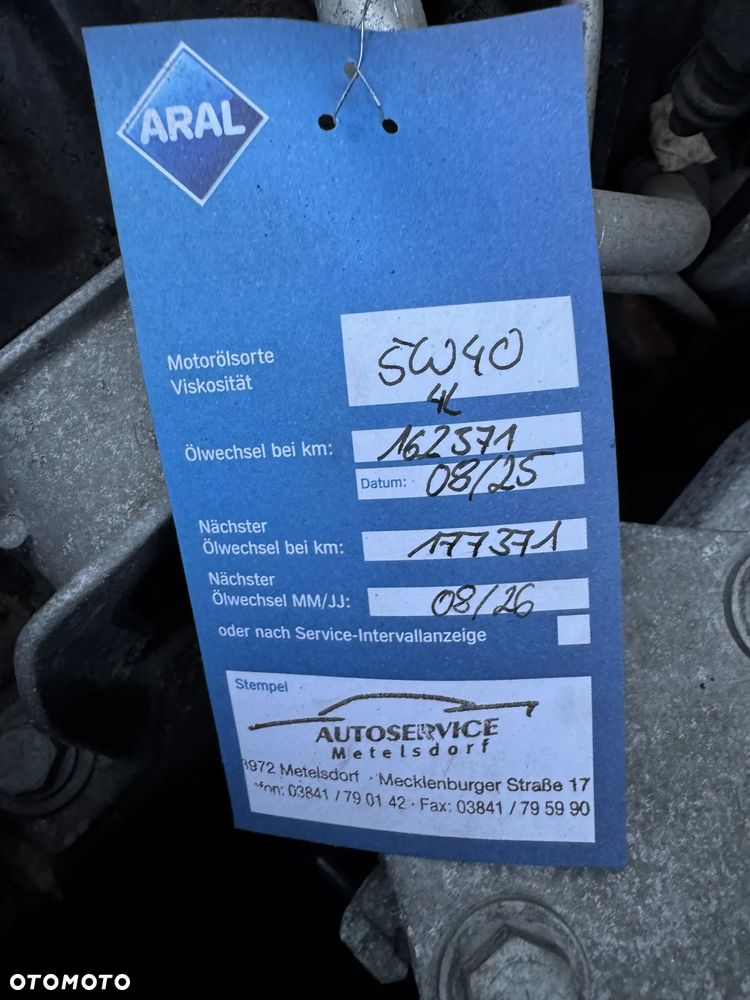 ARAL
Motorölsorte
Viskosität
5W40
4L
Ölwechsel bei km:
162371
Datum: 08/25
Nächster
Ölwechsel bei km:
177371
Nächster
Ölwechsel MM/JJ:
08/26
oder nach Service-Intervallanzeige
Stempel
AUTOSERVICE
Metelsdorf
3972 Metelsdorf · Mecklenburger Straße 17
fon: 03841 / 79 01 42 · Fax: 03841 / 79 59 90
OTOMOTO